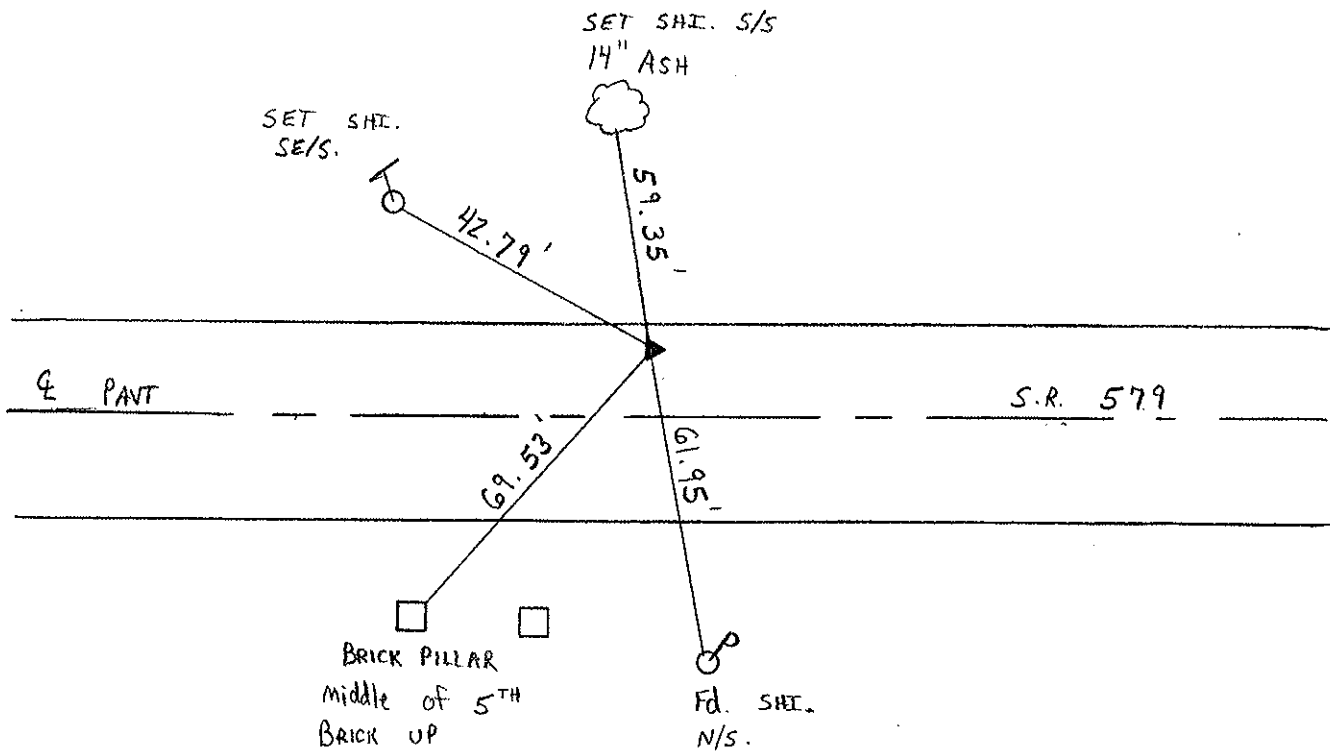 SET SHI. S/S
14" ASH
SET SHI.
SE/S.
59.35'
42.79'
℄ PAVT
S.R. 579
69.53'
61.95'
BRICK PILLAR
middle of 5TH
BRICK UP
Fd. SHI.
N/S.